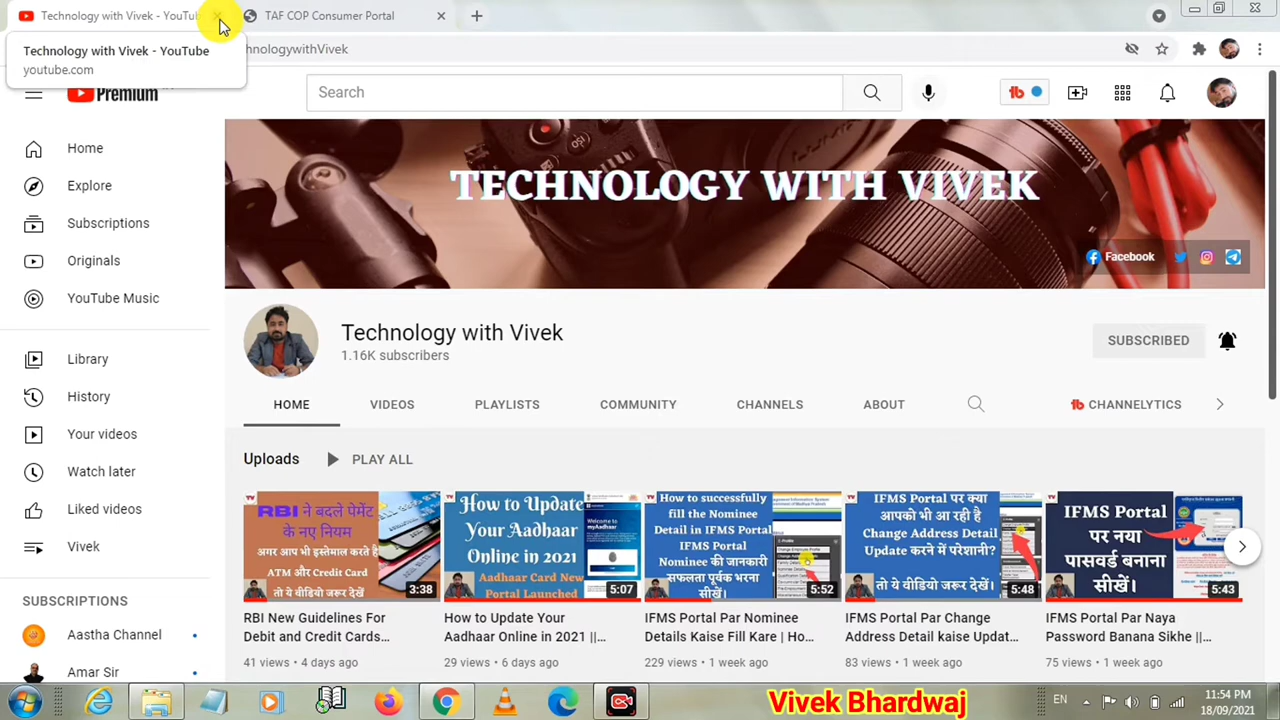 Technology with Vivek - YouTub
TAF COP Consumer Portal
Technology with Vivek - YouTube
youtube.com
hnologywithVivek
Premium
Search
Home
Explore
Subscriptions
Originals
YouTube Music
Library
History
Your videos
Watch later
Liked videos
Vivek
SUBSCRIPTIONS
Aastha Channel
Amar Sir
TECHNOLOGY WITH VIVEK
Facebook
Technology with Vivek
1.16K subscribers
SUBSCRIBED
HOME
VIDEOS
PLAYLISTS
COMMUNITY
CHANNELS
ABOUT
CHANNELYTICS
Uploads
PLAY ALL
RBI ने बदले पेमेंट
के नए नियम
अगर आप भी इस्तेमाल करते है
ATM और Credit Card
तो ये वीडियो जरूर देखें।
3:38
RBI New Guidelines For
Debit and Credit Cards...
41 views • 4 days ago
How to Update
Your Aadhaar
Online in 2021
Aadhaar Card New
Portal Launched
Welcome to
myAadhaar
5:07
How to Update Your
Aadhaar Online in 2021 ||...
29 views • 6 days ago
How to successfully
fill the Nominee
Detail in IFMS Portal
IFMS Portal
Nominee की जानकारी
सफलता पूर्वक भरना
सीखें।
5:52
IFMS Portal Par Nominee
Details Kaise Fill Kare | Ho...
229 views • 1 week ago
IFMS Portal पर क्या
आपको भी आ रही है
Change Address Detail
Update करने में परेशानी?
तो ये वीडियो जरूर देखें।
5:48
IFMS Portal Par Change
Address Detail kaise Updat...
83 views • 1 week ago
IFMS Portal
पर नया
पासवर्ड बनाना
सीखें।
5:43
IFMS Portal Par Naya
Password Banana Sikhe ||...
75 views • 1 week ago
Vivek Bhardwaj
EN
11:54 PM
18/09/2021